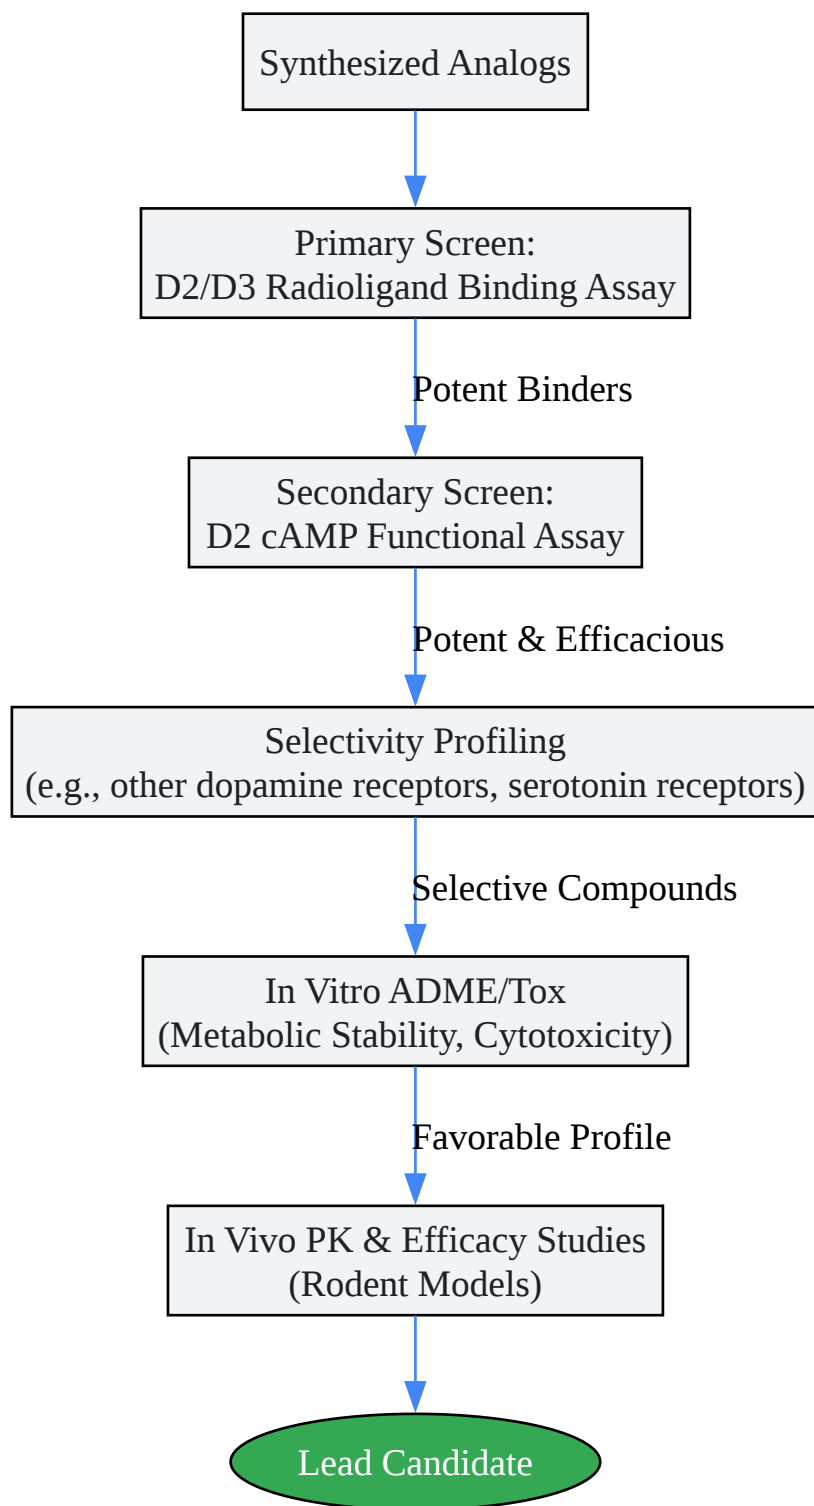 Synthesized Analogs
Primary Screen:
D2/D3 Radioligand Binding Assay
Potent Binders
Secondary Screen:
D2 cAMP Functional Assay
Potent & Efficacious
Selectivity Profiling
(e.g., other dopamine receptors, serotonin receptors)
Selective Compounds
In Vitro ADME/Tox
(Metabolic Stability, Cytotoxicity)
Favorable Profile
In Vivo PK & Efficacy Studies
(Rodent Models)
Lead Candidate